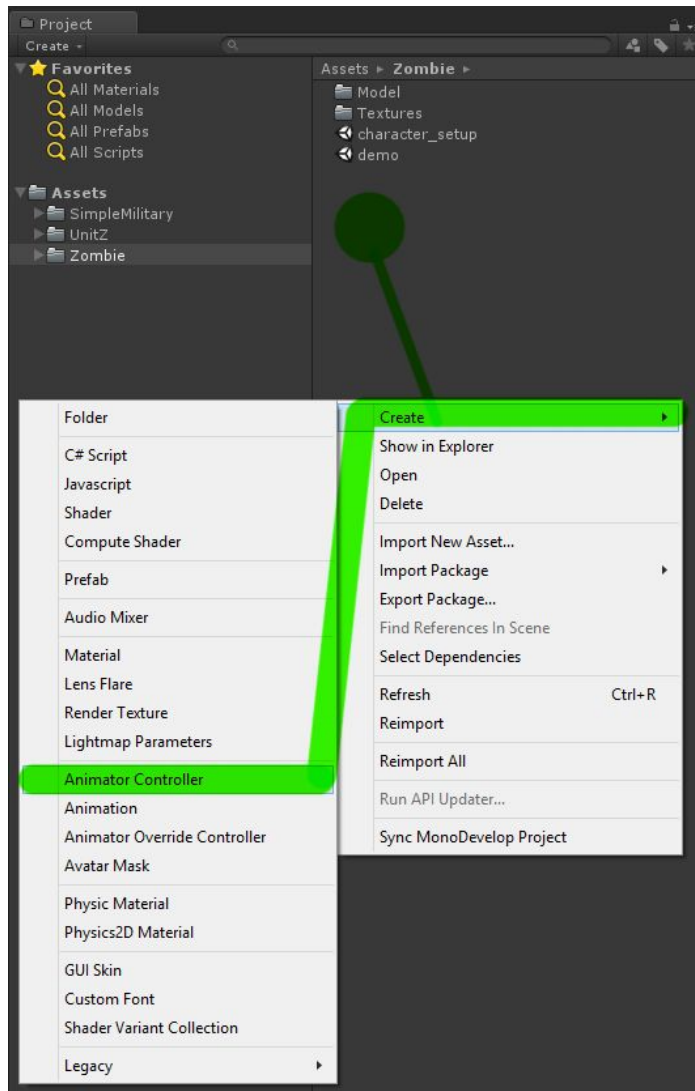 Project
Create
Favorites
All Materials
All Models
All Prefabs
All Scripts
Assets
SimpleMilitary
UnitZ
Zombie
Assets Zombie
Model
Textures
character_setup
demo
Create
Show in Explorer
Open
Delete
Import New Asset...
Import Package
Export Package...
Find References In Scene
Select Dependencies
Refresh Ctrl+R
Reimport
Reimport All
Run API Updater...
Sync MonoDevelop Project
Folder
C# Script
Javascript
Shader
Compute Shader
Prefab
Audio Mixer
Material
Lens Flare
Render Texture
Lightmap Parameters
Animator Controller
Animation
Animator Override Controller
Avatar Mask
Physic Material
Physics2D Material
GUI Skin
Custom Font
Shader Variant Collection
Legacy